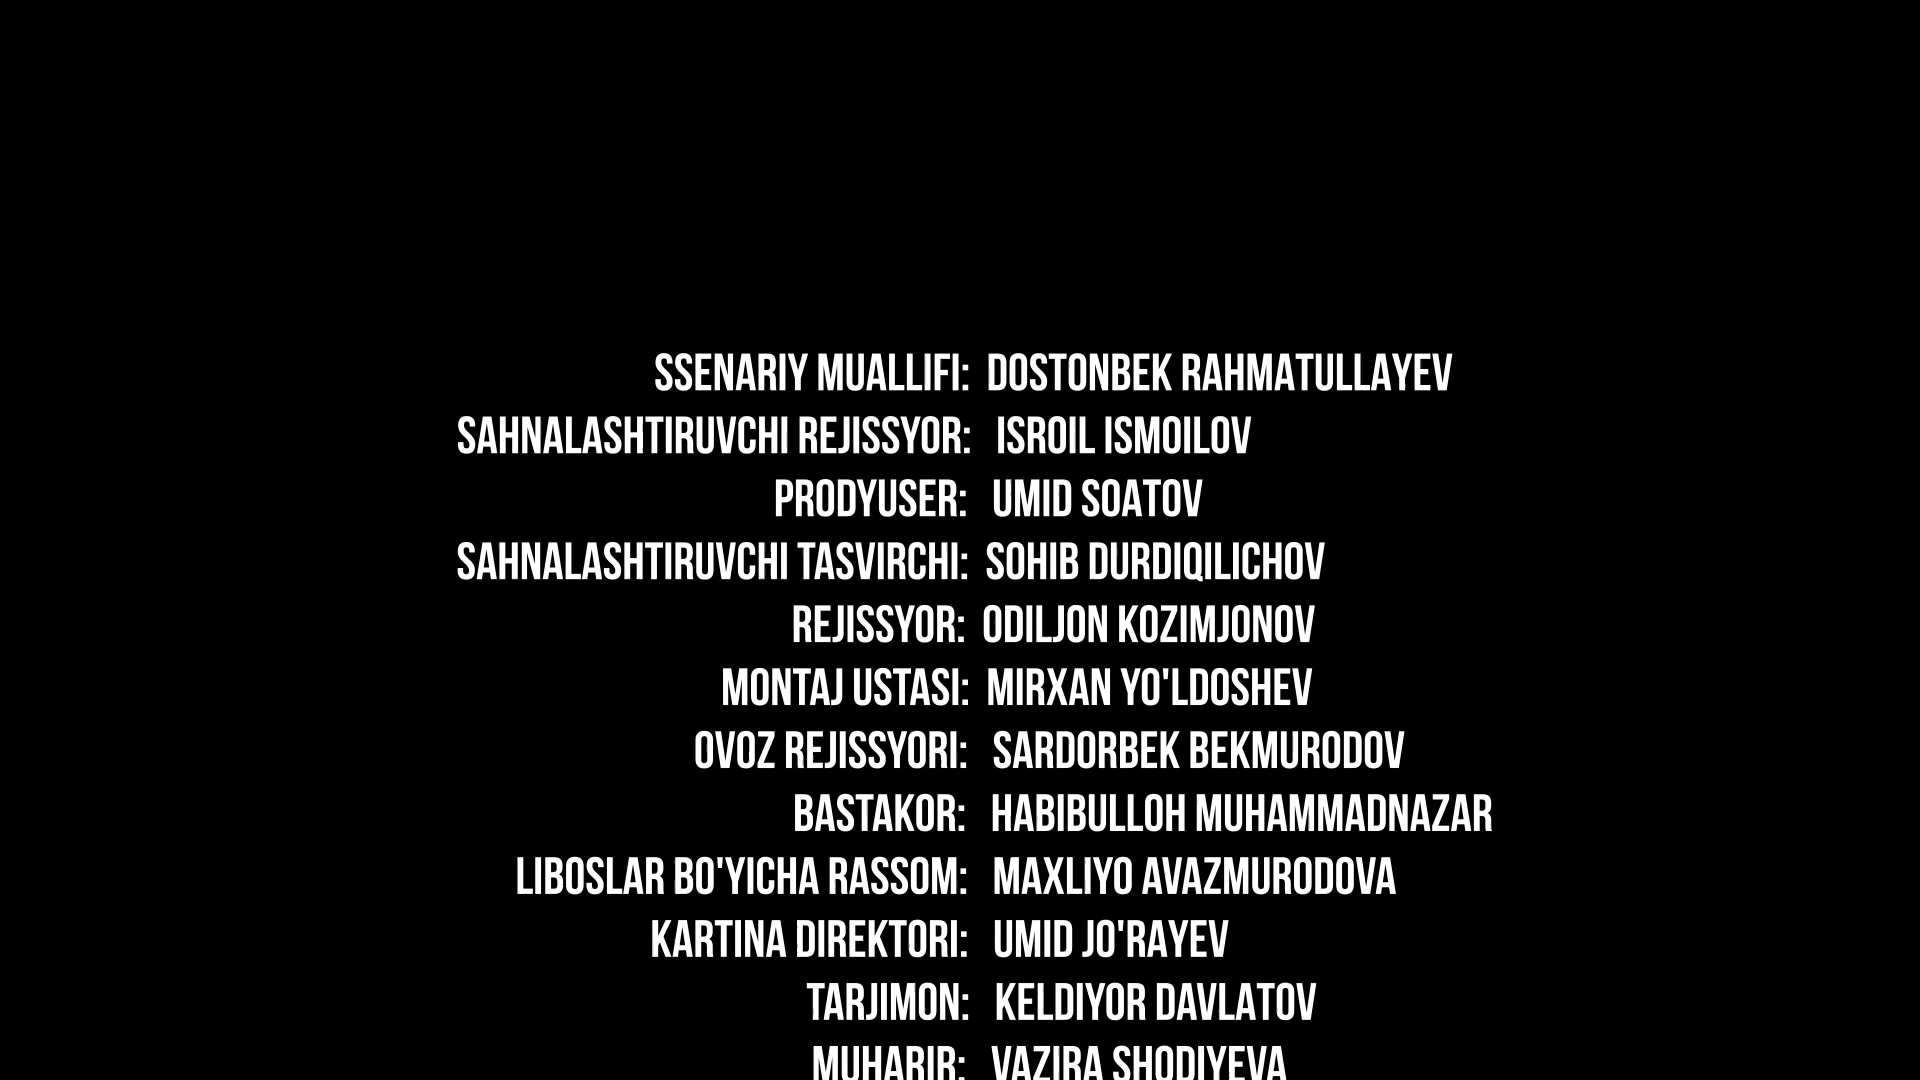 SSENARIY MUALLIFI: DOSTONBEK RAHMATULLAYEV
SAHNALASHTIRUVCHI REJISSYOR: ISROIL ISMOILOV
PRODYUSER: UMID SOATOV
SAHNALASHTIRUVCHI TASVIRCHI: SOHIB DURDIQILICHOV
REJISSYOR: ODILJON KOZIMJONOV
MONTAJ USTASI: MIRXAN YO'LDOSHEV
OVOZ REJISSYORI: SARDORBEK BEKMURODOV
BASTAKOR: HABIBULLOH MUHAMMADNAZAR
LIBOSLAR BO'YICHA RASSOM: MAXLIYO AVAZMURODOVA
KARTINA DIREKTORI: UMID JO'RAYEV
TARJIMON: KELDIYOR DAVLATOV
MUHARIR: VAZIRA SHODIYEVA